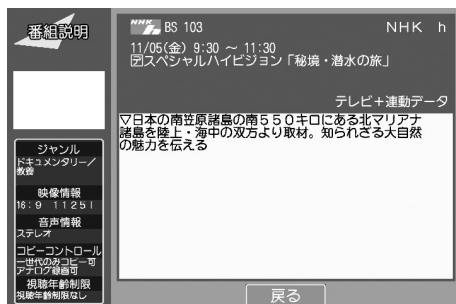 番組説明
NHK BS 103
NHK h
11/05(金) 9:30 ～ 11:30
デスペシャルハイビジョン「秘境・潜水の旅」
テレビ+連動データ
▽日本の南笠原諸島の南５５０キロにある北マリアナ
諸島を陸上・海中の双方より取材。知られざる大自然
の魅力を伝える
ジャンル
ドキュメンタリー／
教養
映像情報
16:9 1125I
音声情報
ステレオ
コピーコントロール
一世代のみコピー可
アナログ録画可
視聴年齢制限
視聴年齢制限なし
戻る